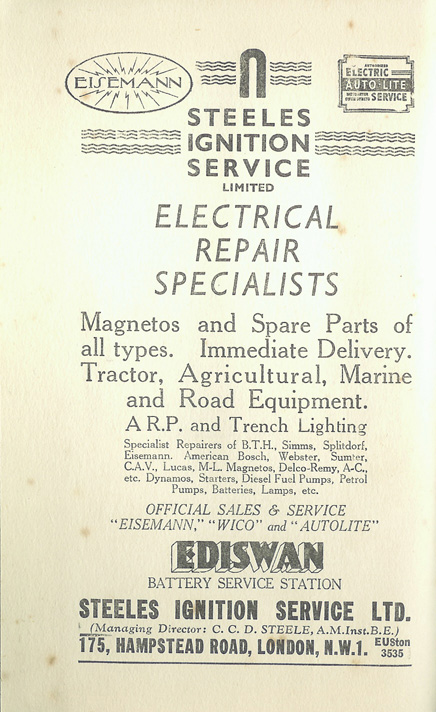 EISEMANN
AUTHORISED
ELECTRIC
AUTO-LITE
SERVICE
STEELES
IGNITION
SERVICE
LIMITED
ELECTRICAL
REPAIR
SPECIALISTS
Magnetos and Spare Parts of
all types. Immediate Delivery.
Tractor, Agricultural, Marine
and Road Equipment.
A R.P. and Trench Lighting
Specialist Repairers of B.T.H., Simms, Splitdorf,
Eisemann. American Bosch, Webster, Sumter,
C.A.V., Lucas, M-L. Magnetos, Delco-Remy, A-C.,
etc. Dynamos, Starters, Diesel Fuel Pumps, Petrol
Pumps, Batteries, Lamps, etc.
OFFICIAL SALES & SERVICE
"EISEMANN," "WICO" and "AUTOLITE"
EDISWAN
BATTERY SERVICE STATION
STEELES IGNITION SERVICE LTD.
(Managing Director: C. C. D. STEELE, A.M.Inst.B.E.)
175, HAMPSTEAD ROAD, LONDON, N.W.1. EUSton 3535